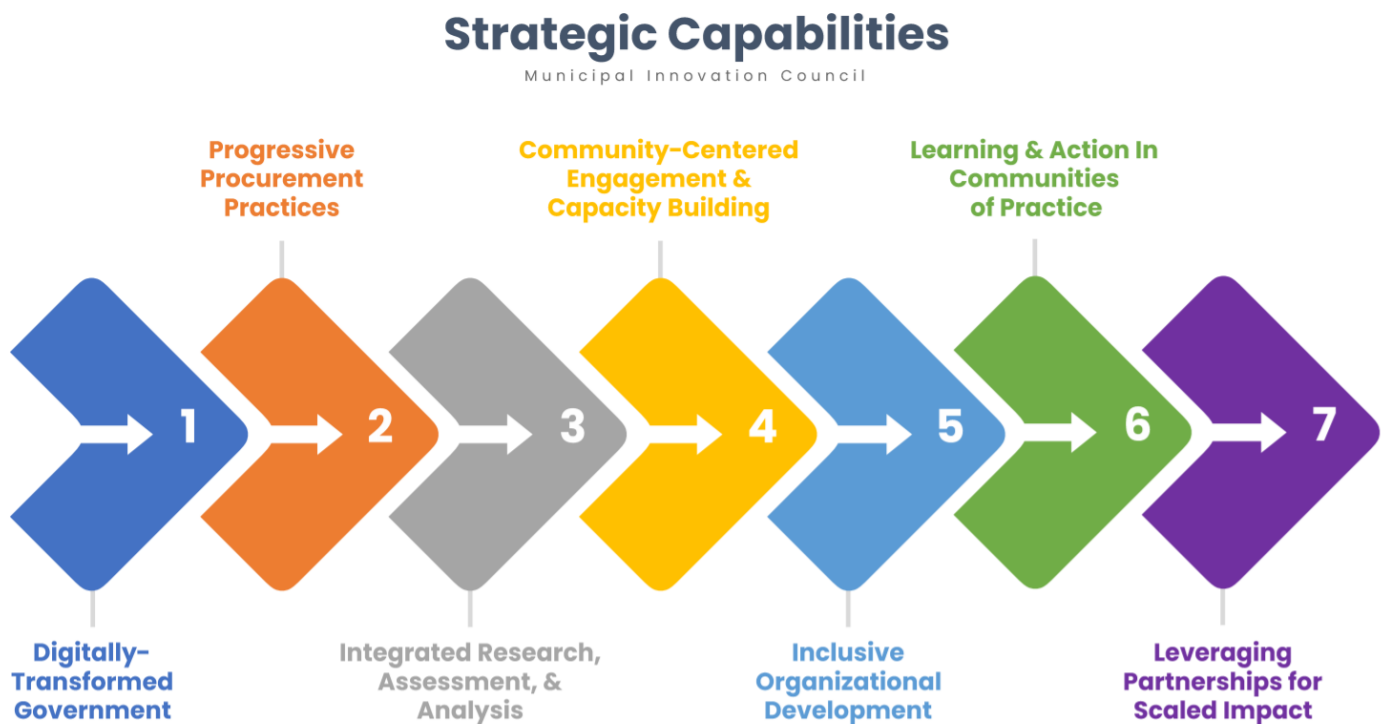 Strategic Capabilities
Municipal Innovation Council
Progressive
Procurement
Practices
Community-Centered
Engagement &
Capacity Building
Learning & Action In
Communities
of Practice
1
2
3
4
5
6
7
Digitally-
Transformed
Government
Integrated Research,
Assessment, &
Analysis
Inclusive
Organizational
Development
Leveraging
Partnerships for
Scaled Impact